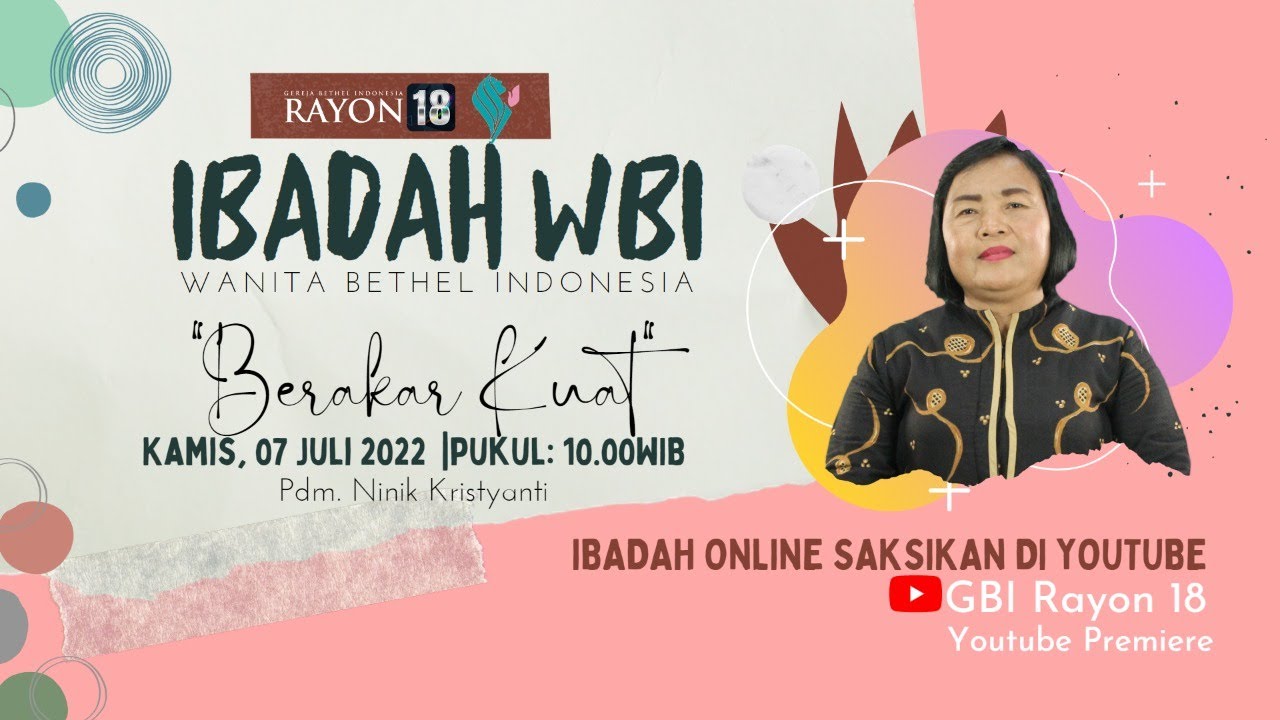 GEREJA BETHEL INDONESIA
RAYON 18
IBADAH WBI
WANITA BETHEL INDONESIA
"Berakar Kuat"
KAMIS, 07 JULI 2022 |PUKUL: 10.00WIB
Pdm. Ninik Kristyanti
IBADAH ONLINE SAKSIKAN DI YOUTUBE
GBI Rayon 18
Youtube Premiere